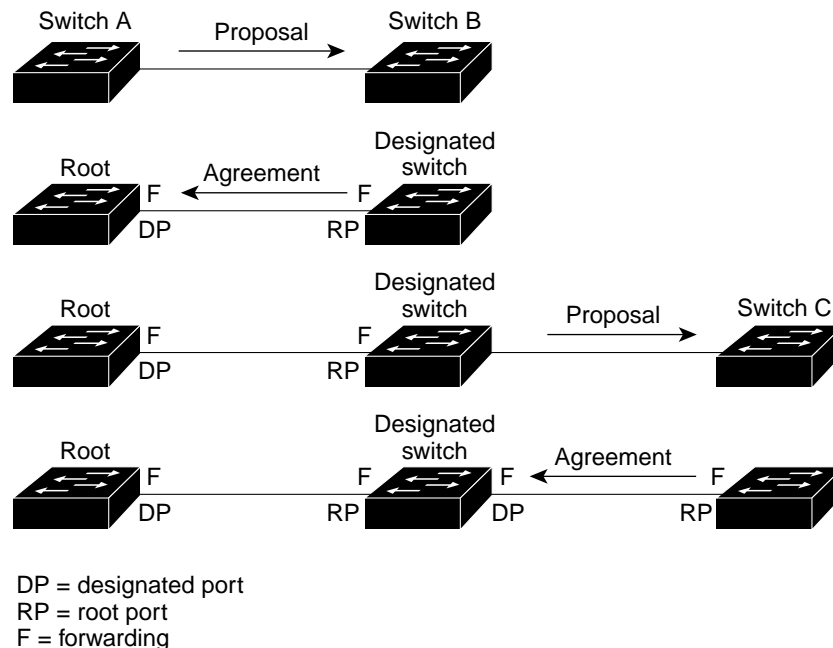 Switch A
Proposal
Switch B
Root
F
Agreement
F
Designated
switch
DP
RP
Root
F
F
Designated
switch
Proposal
Switch C
DP
RP
Root
F
F
Designated
switch
F
Agreement
F
DP
RP
DP
RP
DP = designated port
RP = root port
F = forwarding